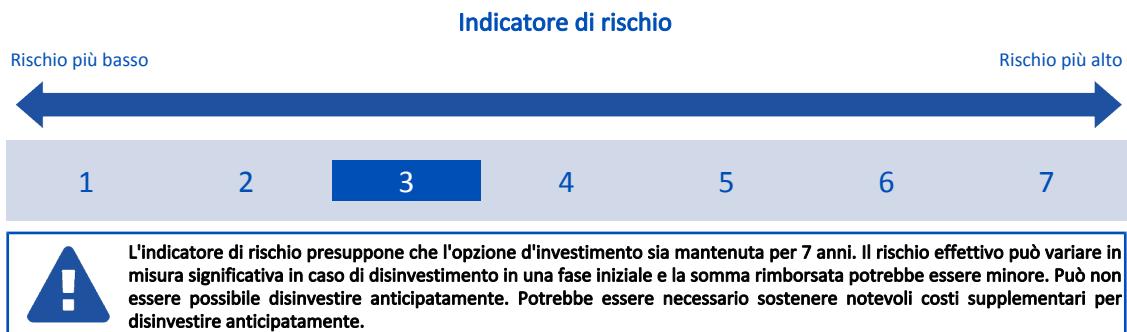 Indicatore di rischio
Rischio più basso
Rischio più alto
1 2 3 4 5 6 7
L'indicatore di rischio presuppone che l'opzione d'investimento sia mantenuta per 7 anni. Il rischio effettivo può variare in
misura significativa in caso di disinvestimento in una fase iniziale e la somma rimborsata potrebbe essere minore. Può non
essere possibile disinvestire anticipatamente. Potrebbe essere necessario sostenere notevoli costi supplementari per
disinvestire anticipatamente.